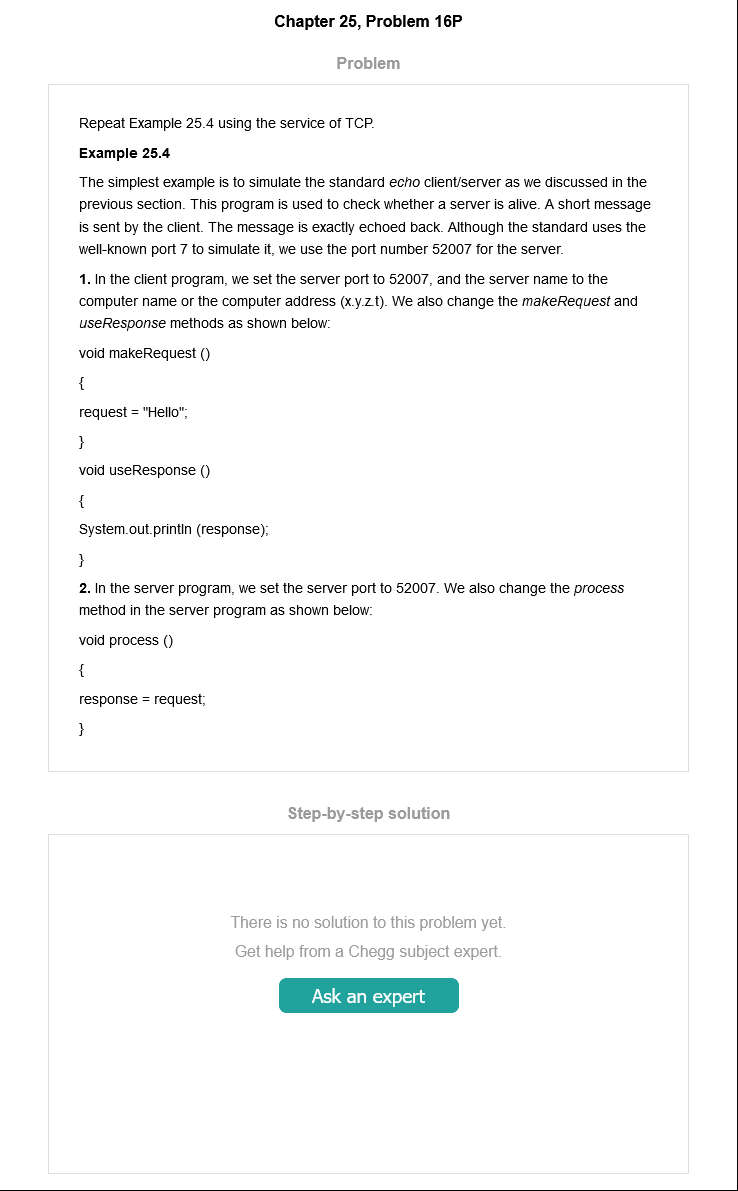 Chapter 25, Problem 16P
Problem
Repeat Example 25.4 using the service of TCP.
Example 25.4
The simplest example is to simulate the standard echo client/server as we discussed in the
previous section. This program is used to check whether a server is alive. A short message
is sent by the client. The message is exactly echoed back. Although the standard uses the
well-known port 7 to simulate it, we use the port number 52007 for the server.
1. In the client program, we set the server port to 52007, and the server name to the
computer name or the computer address (x.y.z.t). We also change the makeRequest and
useResponse methods as shown below:
void makeRequest ()
{
request = "Hello";
}
void useResponse ()
{
System.out.println (response);
}
2. In the server program, we set the server port to 52007. We also change the process
method in the server program as shown below:
void process ()
{
response = request;
}
Step-by-step solution
There is no solution to this problem yet.
Get help from a Chegg subject expert.
Ask an expert